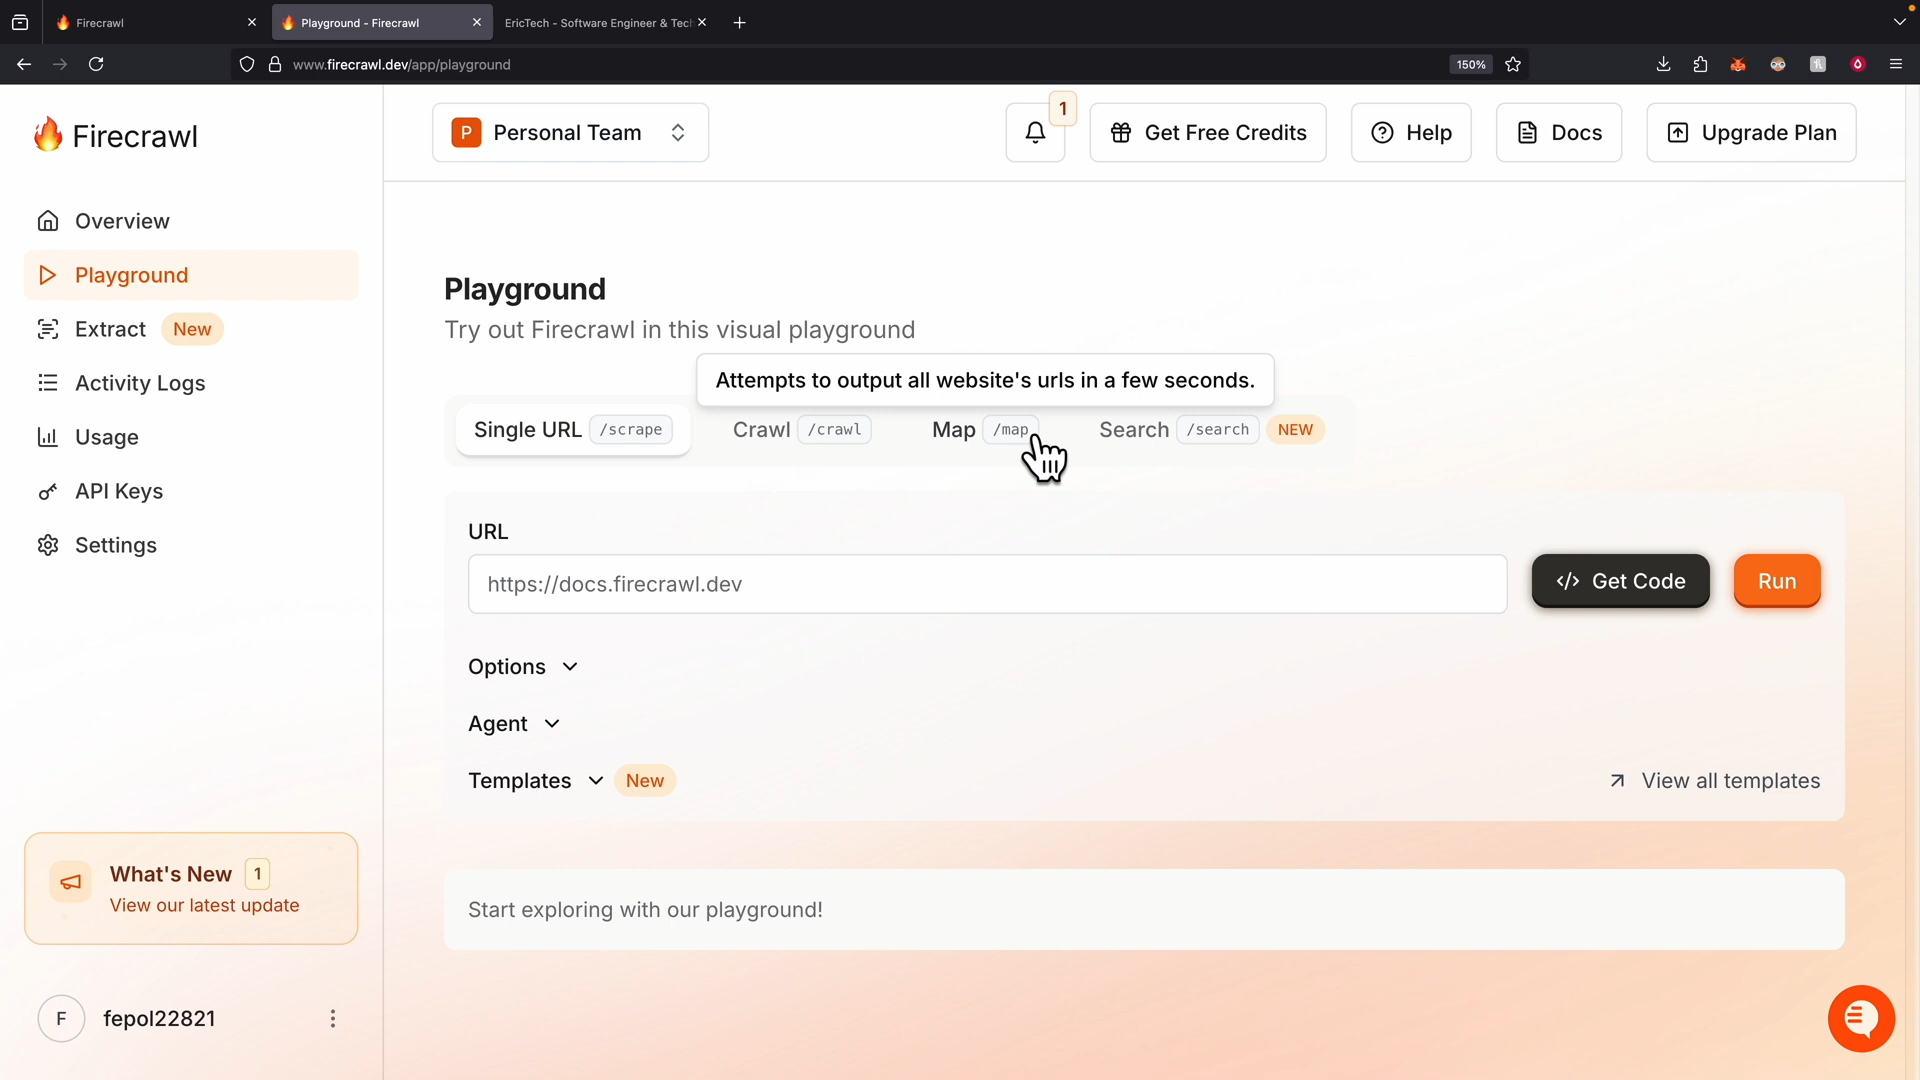 Firecrawl
Playground - Firecrawl
EricTech - Software Engineer & Tec
www.firecrawl.dev/app/playground
150%
Firecrawl
P Personal Team
1
Get Free Credits
Help
Docs
Upgrade Plan
Overview
Playground
Extract New
Activity Logs
Usage
API Keys
Settings
Playground
Try out Firecrawl in this visual playground
Attempts to output all website's urls in a few seconds.
Single URL /scrape
Crawl /crawl
Map /map
Search /search NEW
URL
https://docs.firecrawl.dev
</> Get Code
Run
Options
Agent
Templates New
View all templates
Start exploring with our playground!
What's New 1
View our latest update
F fepol22821